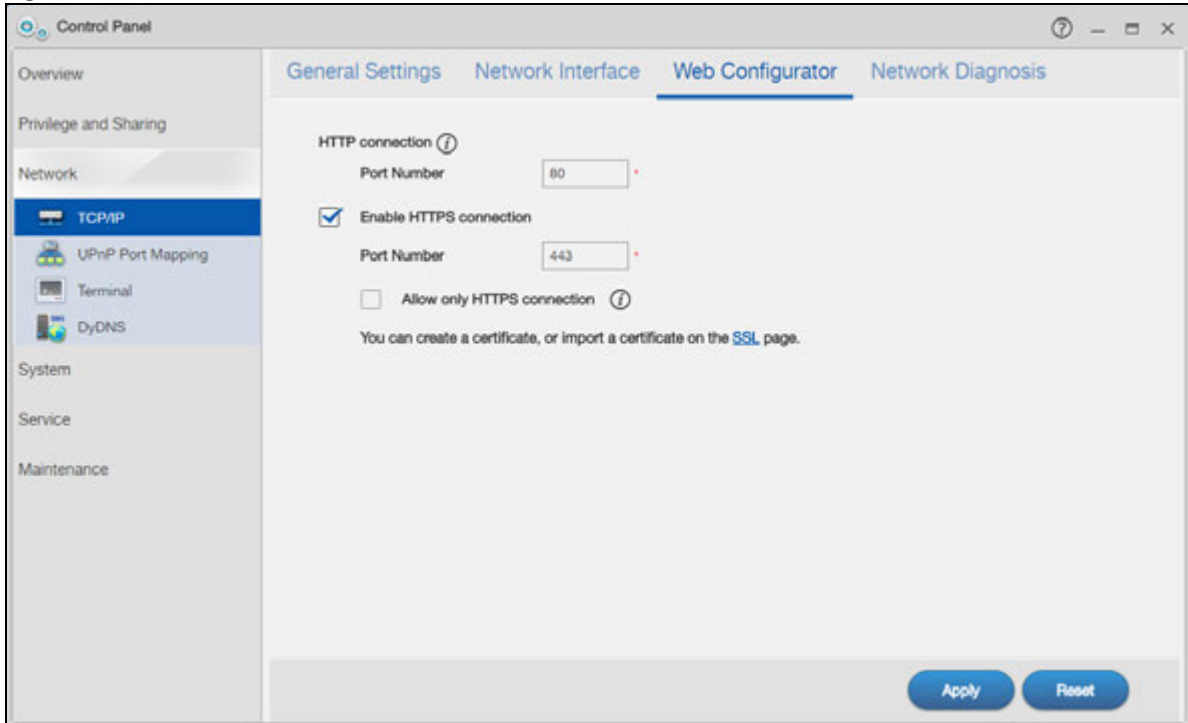 Control Panel
Overview
Privilege and Sharing
Network
TCP/IP
UPnP Port Mapping
Terminal
DyDNS
System
Service
Maintenance
General Settings Network Interface Web Configurator Network Diagnosis
HTTP connection
Port Number 80 *
Enable HTTPS connection
Port Number 443 *
Allow only HTTPS connection
You can create a certificate, or import a certificate on the SSL page.
Apply Reset